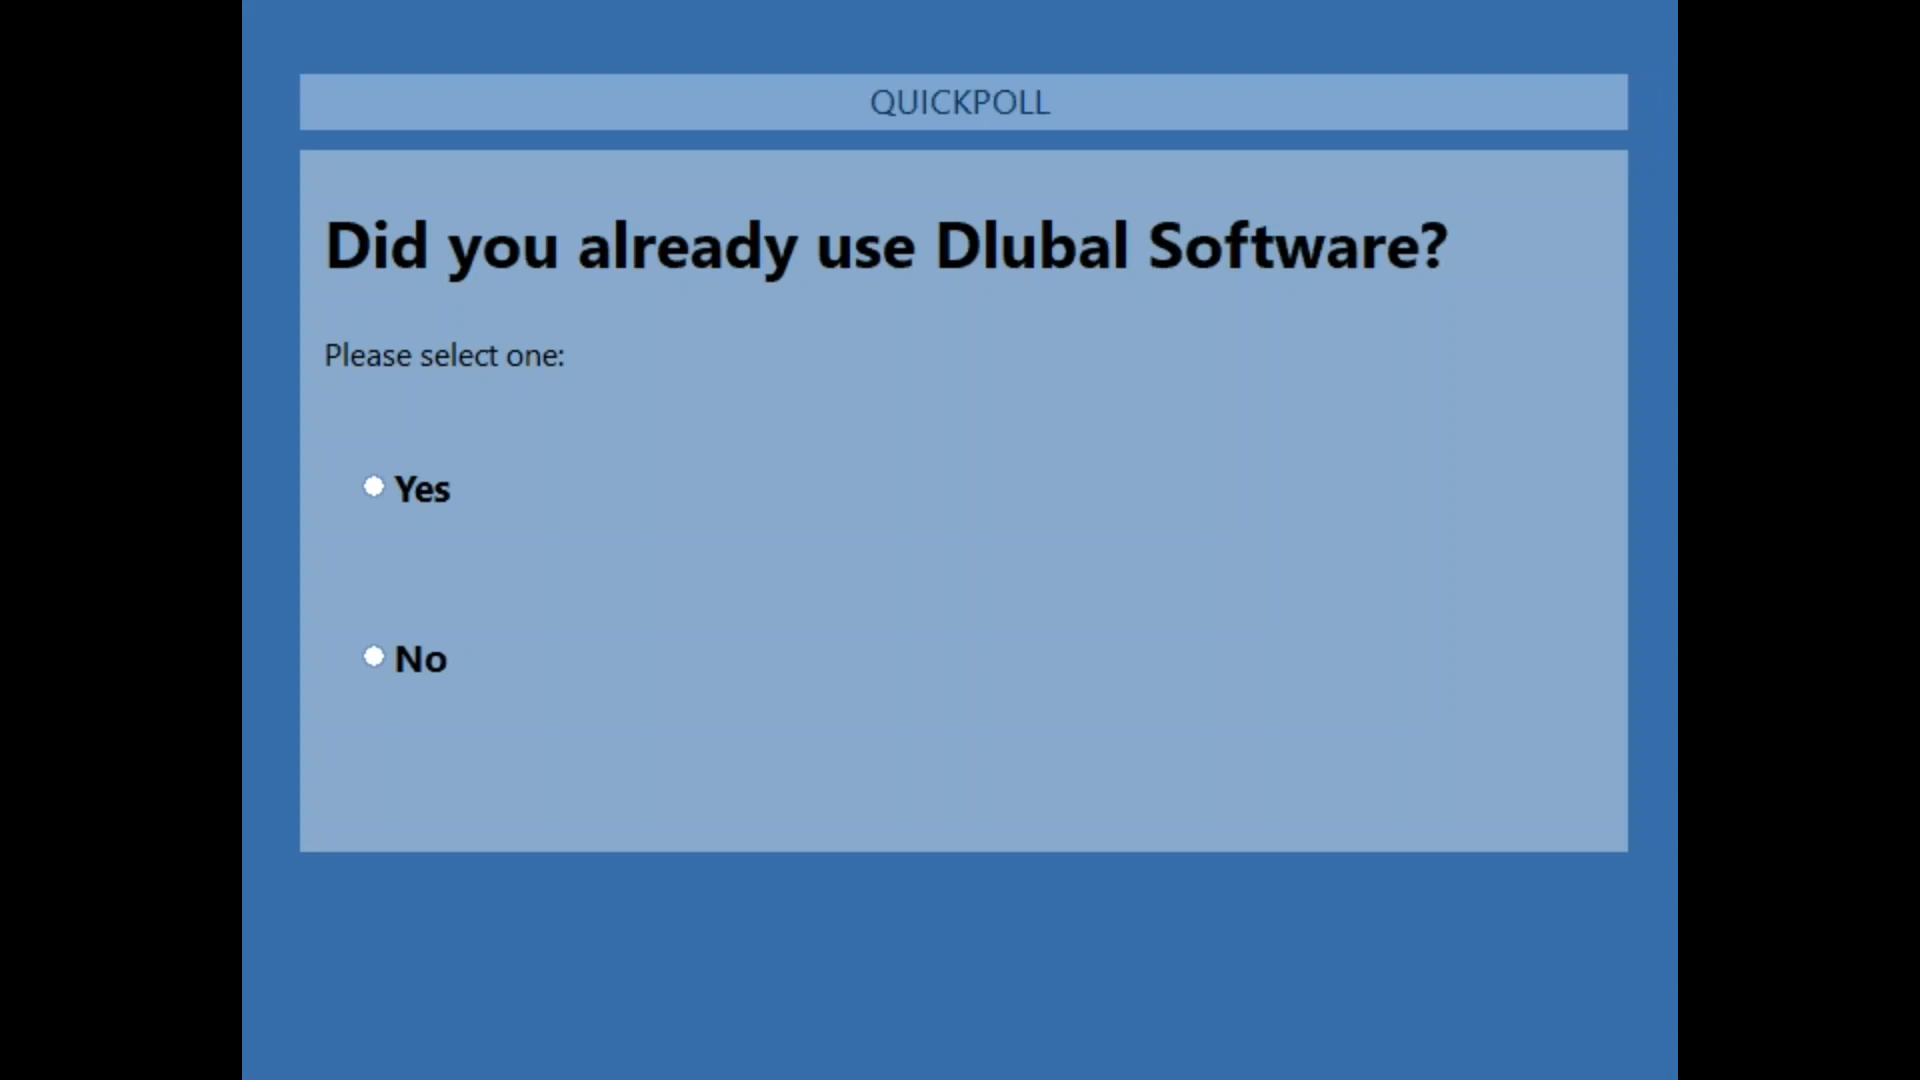 QUICKPOLL
Did you already use Dlubal Software?
Please select one:
Yes
No